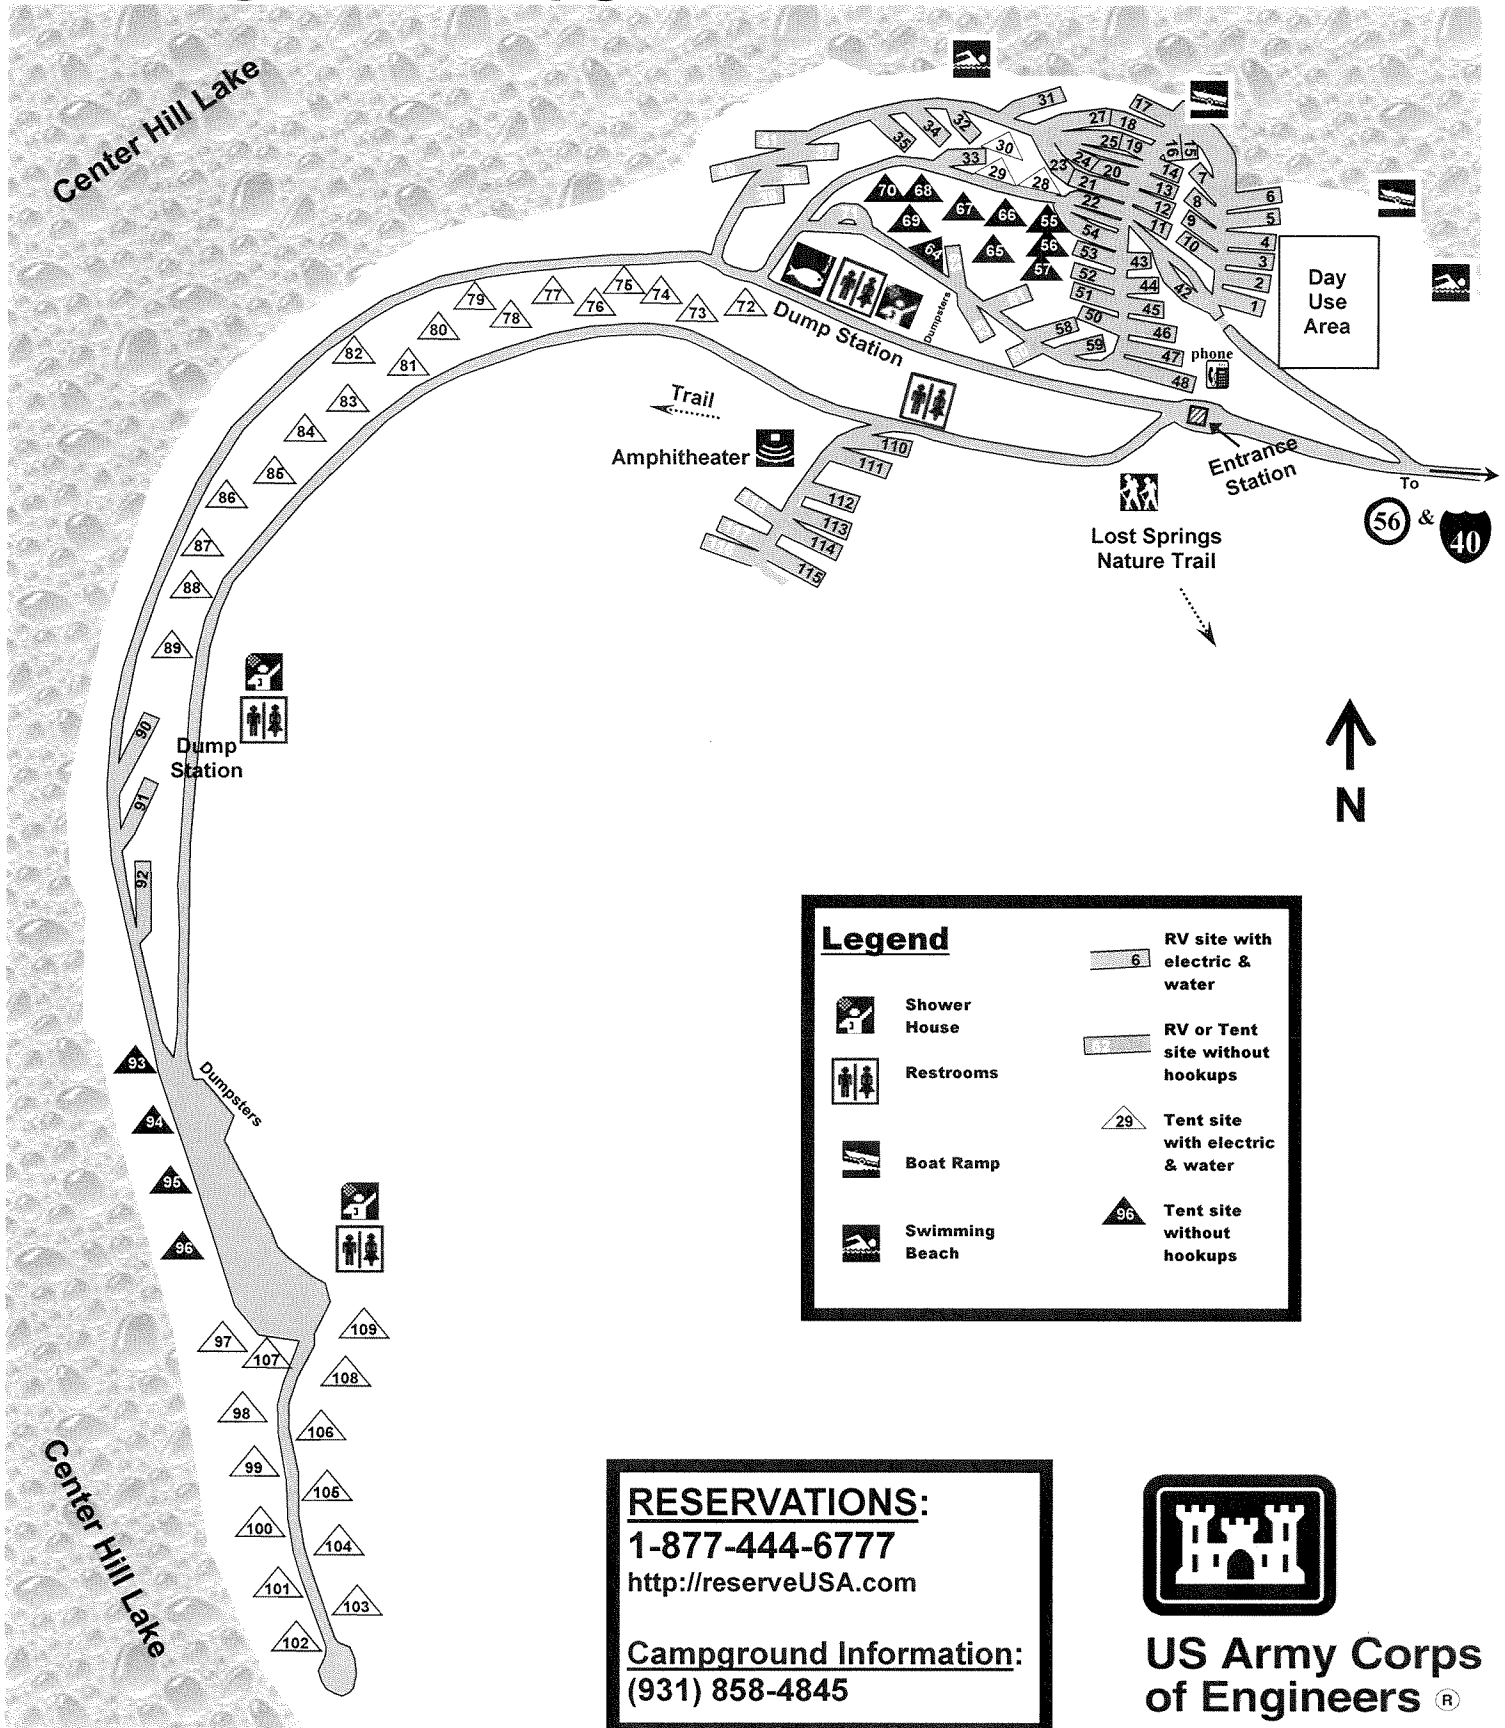 Center Hill Lake
31
17
27
18
32
34
35
30
33
29
28
25
19
16
15
23
24
20
14
7
21
13
8
6
22
12
9
5
11
10
4
54
3
53
43
2
52
44
42
1
51
45
50
46
58
59
47
48
70
68
67
66
55
69
56
64
65
57
Day
Use
Area
phone
Dumpsters
Dump Station
75
74
77
79
76
73
72
78
80
82
81
83
84
85
86
87
88
89
Trail
Amphitheater
110
111
112
113
114
115
Entrance
Station
To
56 & 40
Lost Springs
Nature Trail
N
90
Dump
Station
91
92
93
Dumpsters
94
95
96
97
107
109
108
98
106
99
105
100
104
101
103
102
Center Hill Lake
Legend
Shower
House
Restrooms
Boat Ramp
Swimming
Beach
6
RV site with
electric &
water
RV or Tent
site without
hookups
29
Tent site
with electric
& water
96
Tent site
without
hookups
RESERVATIONS:
1-877-444-6777
http://reserveUSA.com
Campground Information:
(931) 858-4845
US Army Corps
of Engineers ®